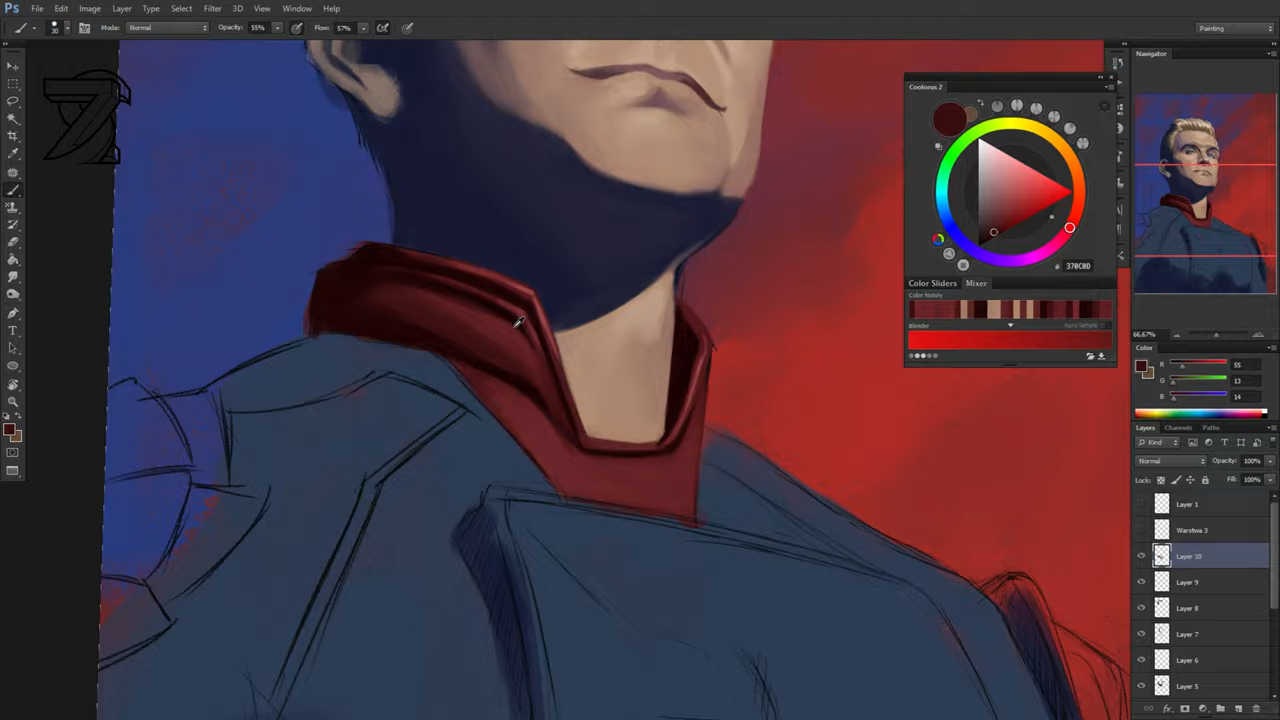 Ps File Edit Image Layer Type Select Filter 3D View Window Help
30 Mode: Normal Opacity: 55% Flow: 57% Painting
Navigator
Coolorus 2
# 370C0D
Color Sliders Mixer
Color history
Blender Auto Sample
66,67%
Color
R 55
G 13
B 14
Layers Channels Paths
Kind
Normal Opacity: 100%
Lock: Fill: 100%
Layer 1
Warstwa 3
Layer 10
Layer 9
Layer 8
Layer 7
Layer 6
Layer 5